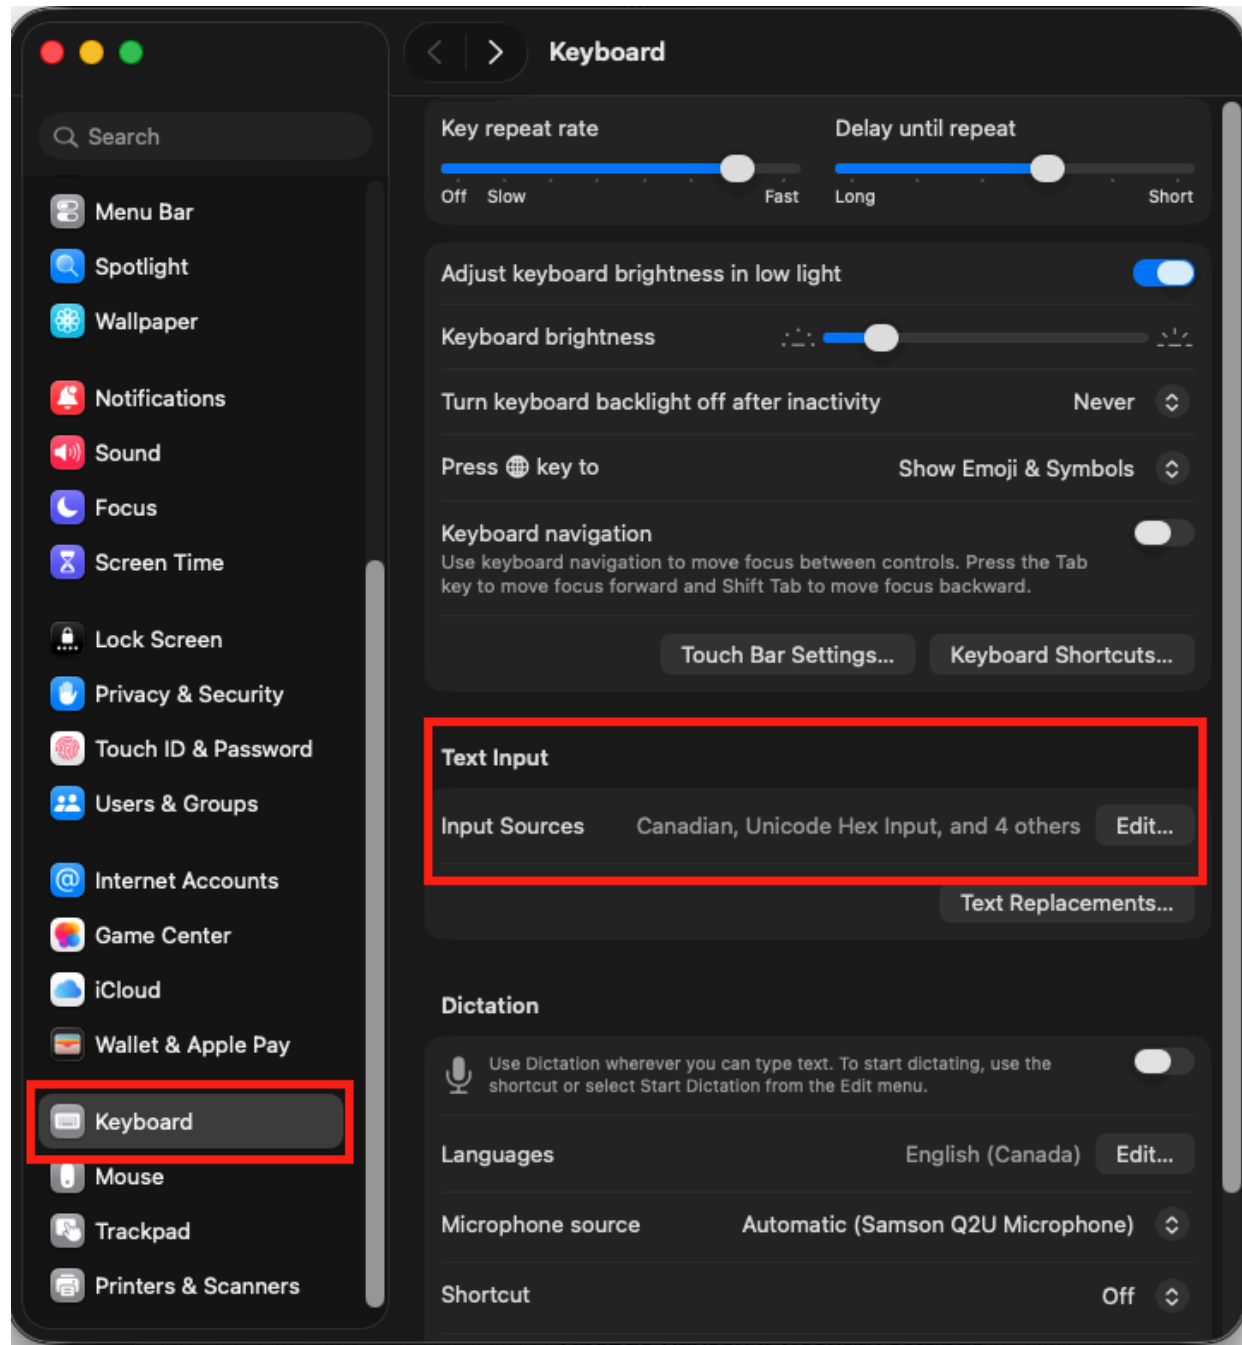 Keyboard
Search
Menu Bar
Spotlight
Wallpaper
Notifications
Sound
Focus
Screen Time
Lock Screen
Privacy & Security
Touch ID & Password
Users & Groups
Internet Accounts
Game Center
iCloud
Wallet & Apple Pay
Keyboard
Mouse
Trackpad
Printers & Scanners
Key repeat rate
Off Slow Fast
Delay until repeat
Long Short
Adjust keyboard brightness in low light
Keyboard brightness
Turn keyboard backlight off after inactivity Never
Press 🌐 key to Show Emoji & Symbols
Keyboard navigation
Use keyboard navigation to move focus between controls. Press the Tab
key to move focus forward and Shift Tab to move focus backward.
Touch Bar Settings... Keyboard Shortcuts...
Text Input
Input Sources Canadian, Unicode Hex Input, and 4 others Edit...
Text Replacements...
Dictation
Use Dictation wherever you can type text. To start dictating, use the
shortcut or select Start Dictation from the Edit menu.
Languages English (Canada) Edit...
Microphone source Automatic (Samson Q2U Microphone)
Shortcut Off